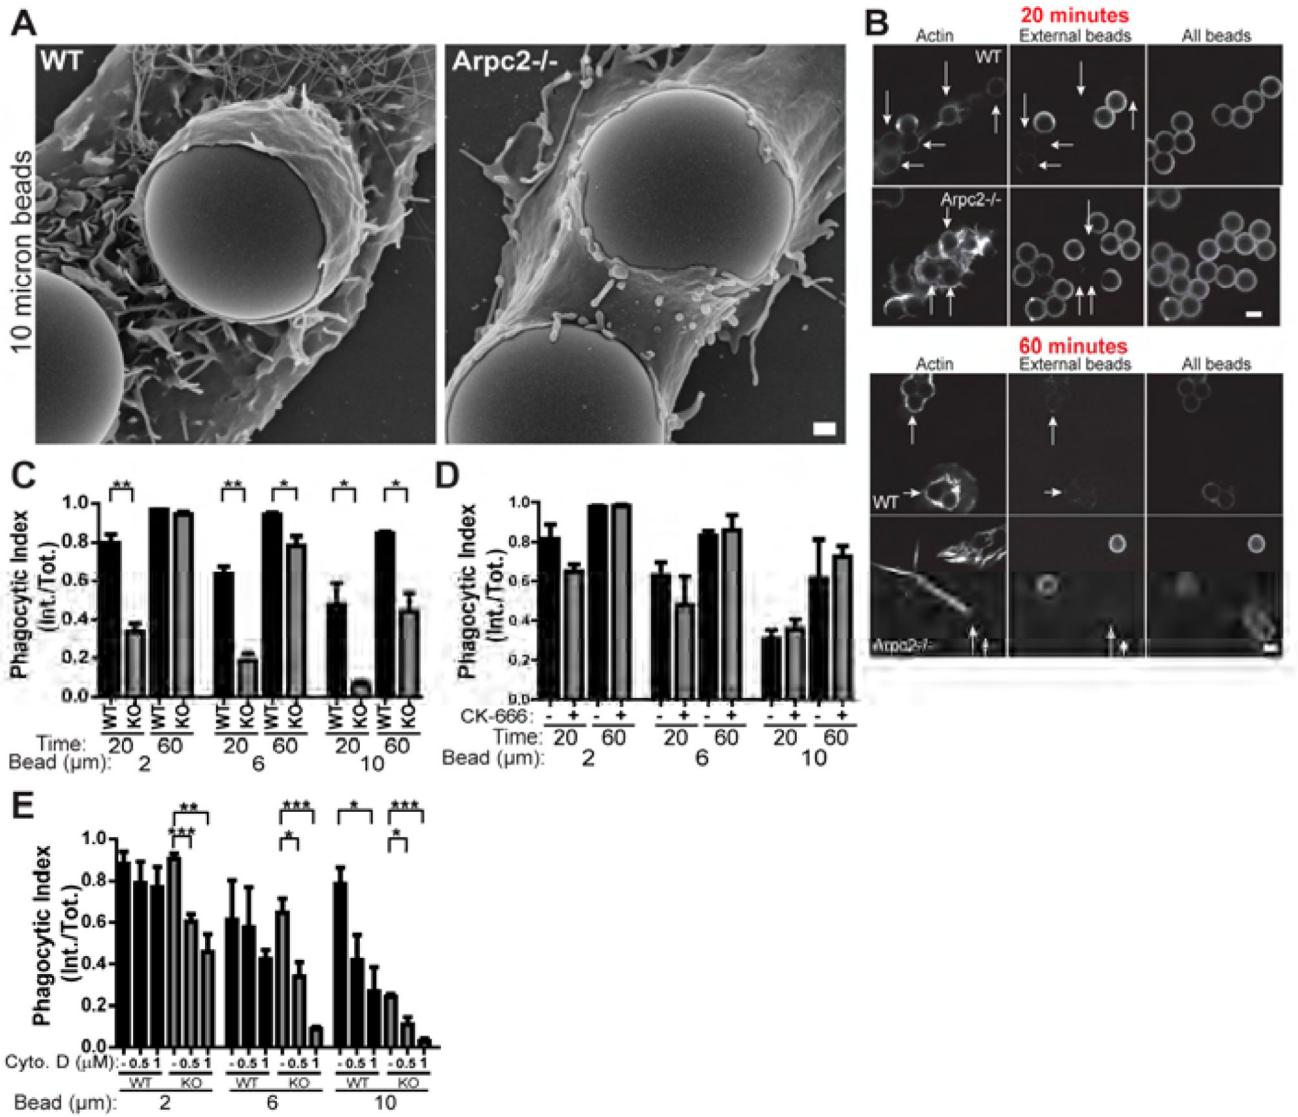 A
WT
Arpc2-/-
10 micron beads
B
20 minutes
Actin
External beads
All beads
WT
Arpc2-/-
60 minutes
Actin
External beads
All beads
WT
Arpc2-/-
C
Phagocytic Index
(Int./Tot.)
** ** * * *
1.0
0.8
0.6
0.4
0.2
0.0
WT KO WT KO WT KO WT KO WT KO WT KO
Time: 20 60 20 60 20 60
Bead (µm): 2 6 10
D
Phagocytic Index
(Int./Tot.)
1.0
0.8
0.6
0.4
0.2
0.0
CK-666: - + - + - + - + - + - +
Time: 20 60 20 60 20 60
Bead (µm): 2 6 10
E
Phagocytic Index
(Int./Tot.)
** *** * ***
*** * *
1.0
0.8
0.6
0.4
0.2
0.0
Cyto. D (µM): - 0.5 1 - 0.5 1 - 0.5 1 - 0.5 1 - 0.5 1 - 0.5 1
WT KO WT KO WT KO
Bead (µm): 2 6 10